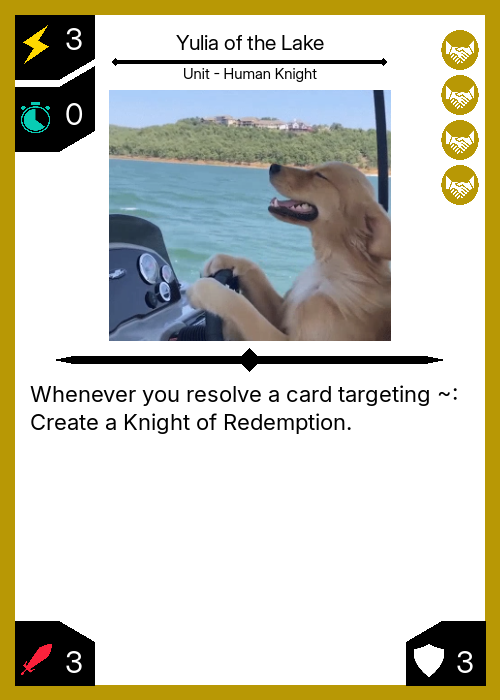 3
Yulia of the Lake
Unit - Human Knight
0
Whenever you resolve a card targeting ~:
Create a Knight of Redemption.
3
3